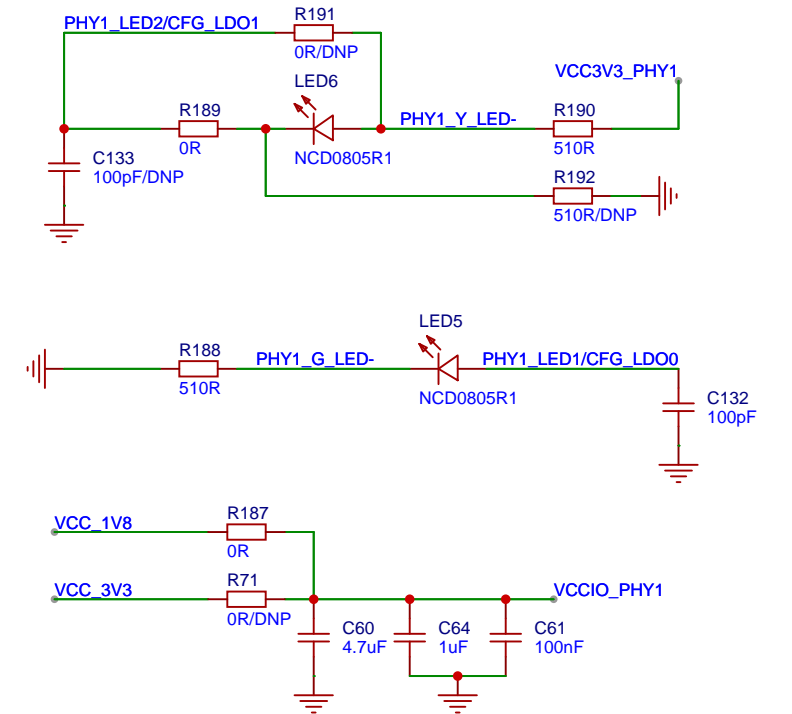 R191
PHY1_LED2/CFG_LDO1
0R/DNP
LED6
VCC3V3_PHY1
R189
PHY1_Y_LED-
R190
0R
NCD0805R1
510R
C133
100pF/DNP
R192
510R/DNP
LED5
R188
PHY1_G_LED-
PHY1_LED1/CFG_LDO0
510R
NCD0805R1
C132
100pF
R187
VCC_1V8
0R
R71
VCC_3V3
VCCIO_PHY1
0R/DNP
C60
4.7uF
C64
1uF
C61
100nF